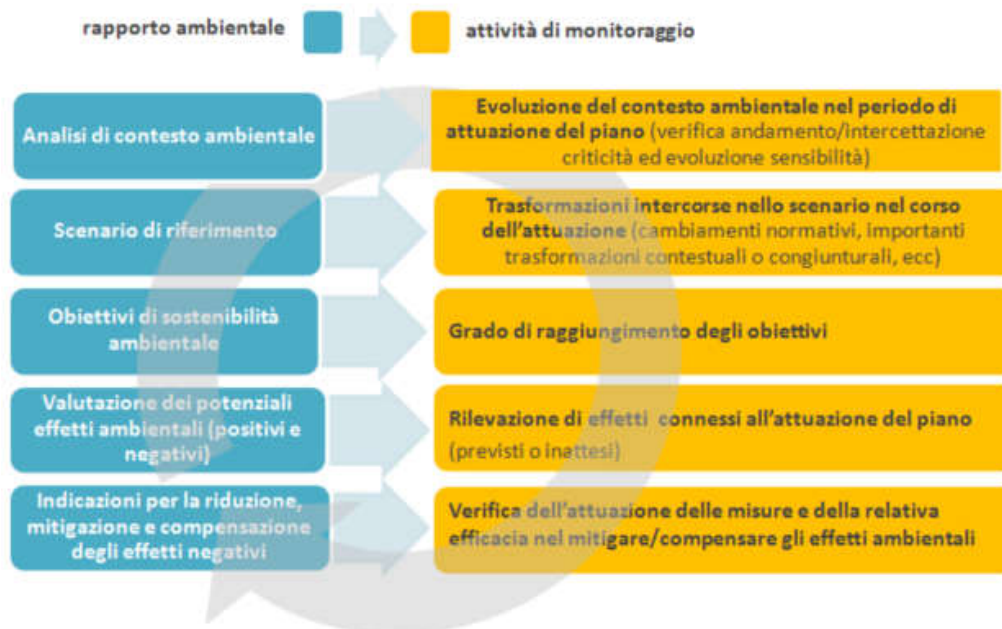 rapporto ambientale
attività di monitoraggio
Analisi di contesto ambientale
Evoluzione del contesto ambientale nel periodo di
attuazione del piano (verifica andamento/intercettazione
criticità ed evoluzione sensibilità)
Scenario di riferimento
Trasformazioni intercorse nello scenario nel corso
dell'attuazione (cambiamenti normativi, importanti
trasformazioni contestuali o congiunturali, ecc)
Obiettivi di sostenibilità
ambientale
Grado di raggiungimento degli obiettivi
Valutazione dei potenziali
effetti ambientali (positivi e
negativi)
Rilevazione di effetti connessi all'attuazione del piano
(previsti o inattesi)
Indicazioni per la riduzione,
mitigazione e compensazione
degli effetti negativi
Verifica dell'attuazione delle misure e della relativa
efficacia nel mitigare/compensare gli effetti ambientali